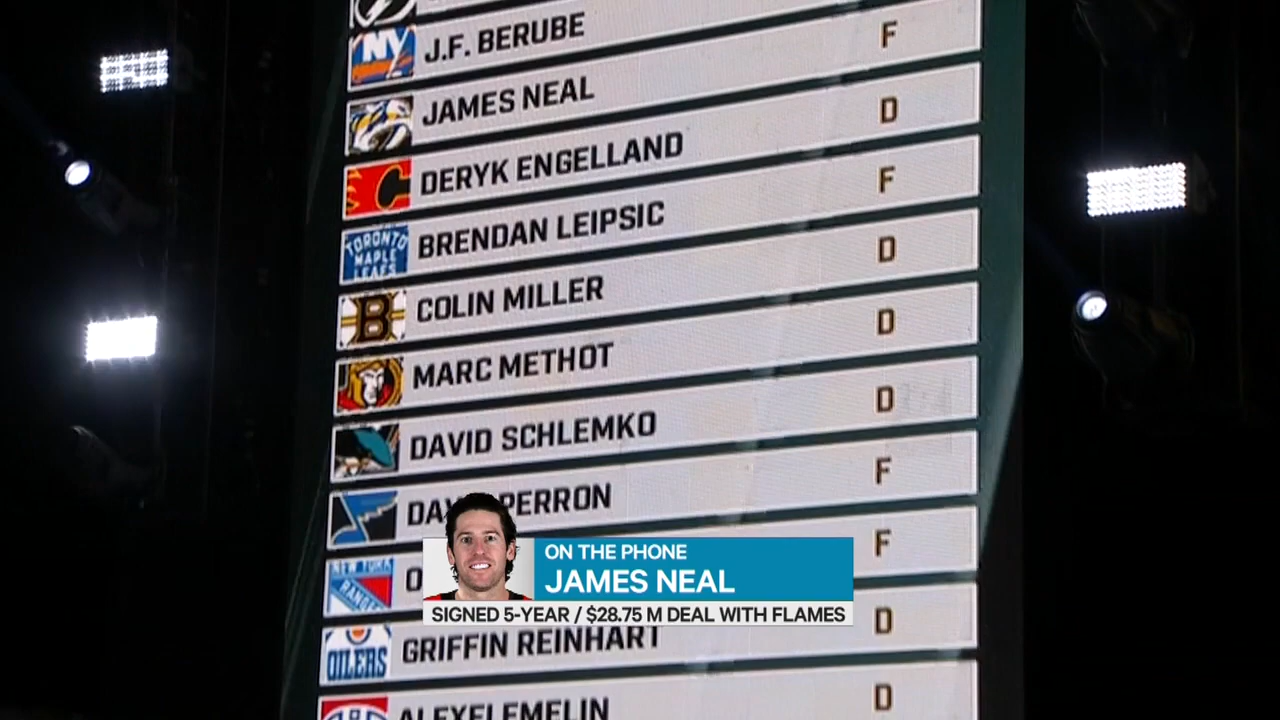 J.F. BERUBE
F
JAMES NEAL
D
DERYK ENGELLAND
F
BRENDAN LEIPSIC
D
COLIN MILLER
D
MARC METHOT
D
DAVID SCHLEMKO
F
PERRON
F
D
GRIFFIN REINHART
D
ALEXEI EMELIN
NY
TORONTO
MAPLE
LEAFS
B
NEW YORK
RANGERS
OILERS
ON THE PHONE
JAMES NEAL
SIGNED 5-YEAR / $28.75 M DEAL WITH FLAMES